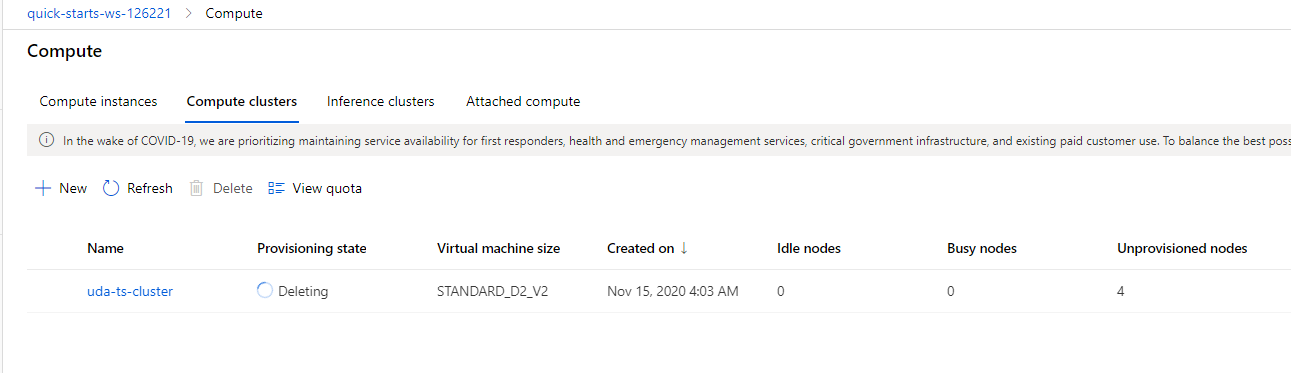 quick-starts-ws-126221 > Compute
Compute
Compute instances Compute clusters Inference clusters Attached compute
In the wake of COVID-19, we are prioritizing maintaining service availability for first responders, health and emergency management services, critical government infrastructure, and existing paid customer use. To balance the best poss
New Refresh Delete View quota
Name Provisioning state Virtual machine size Created on ↓ Idle nodes Busy nodes Unprovisioned nodes
uda-ts-cluster Deleting STANDARD_D2_V2 Nov 15, 2020 4:03 AM 0 0 4